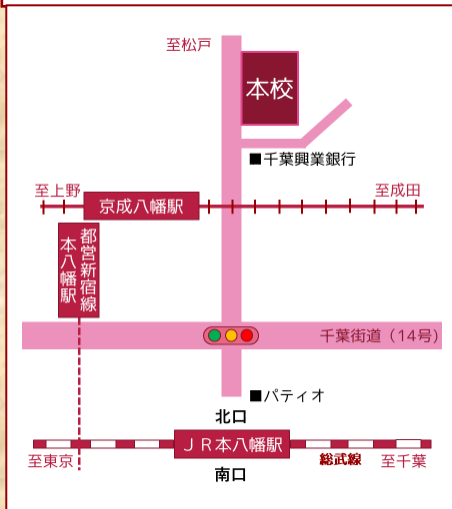 至松戸
本校
■千葉興業銀行
至上野
至成田
京成八幡駅
都営新宿線
本八幡駅
千葉街道（14号）
■パティオ
北口
ＪＲ本八幡駅
至東京
総武線
至千葉
南口